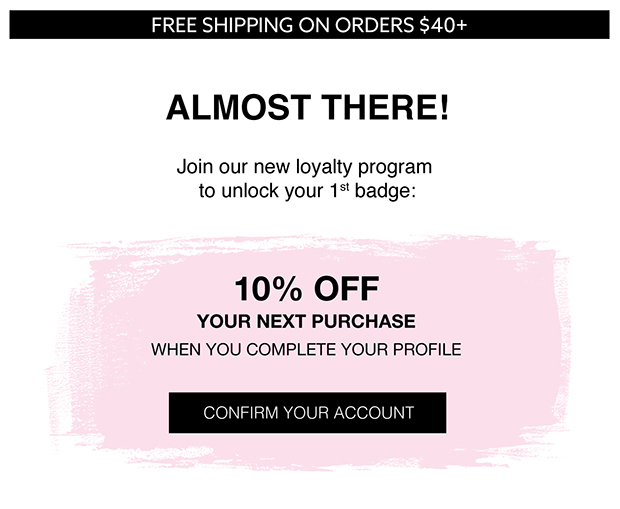 FREE SHIPPING ON ORDERS $40+
ALMOST THERE!
Join our new loyalty program
to unlock your 1st badge:
10% OFF
YOUR NEXT PURCHASE
WHEN YOU COMPLETE YOUR PROFILE
CONFIRM YOUR ACCOUNT